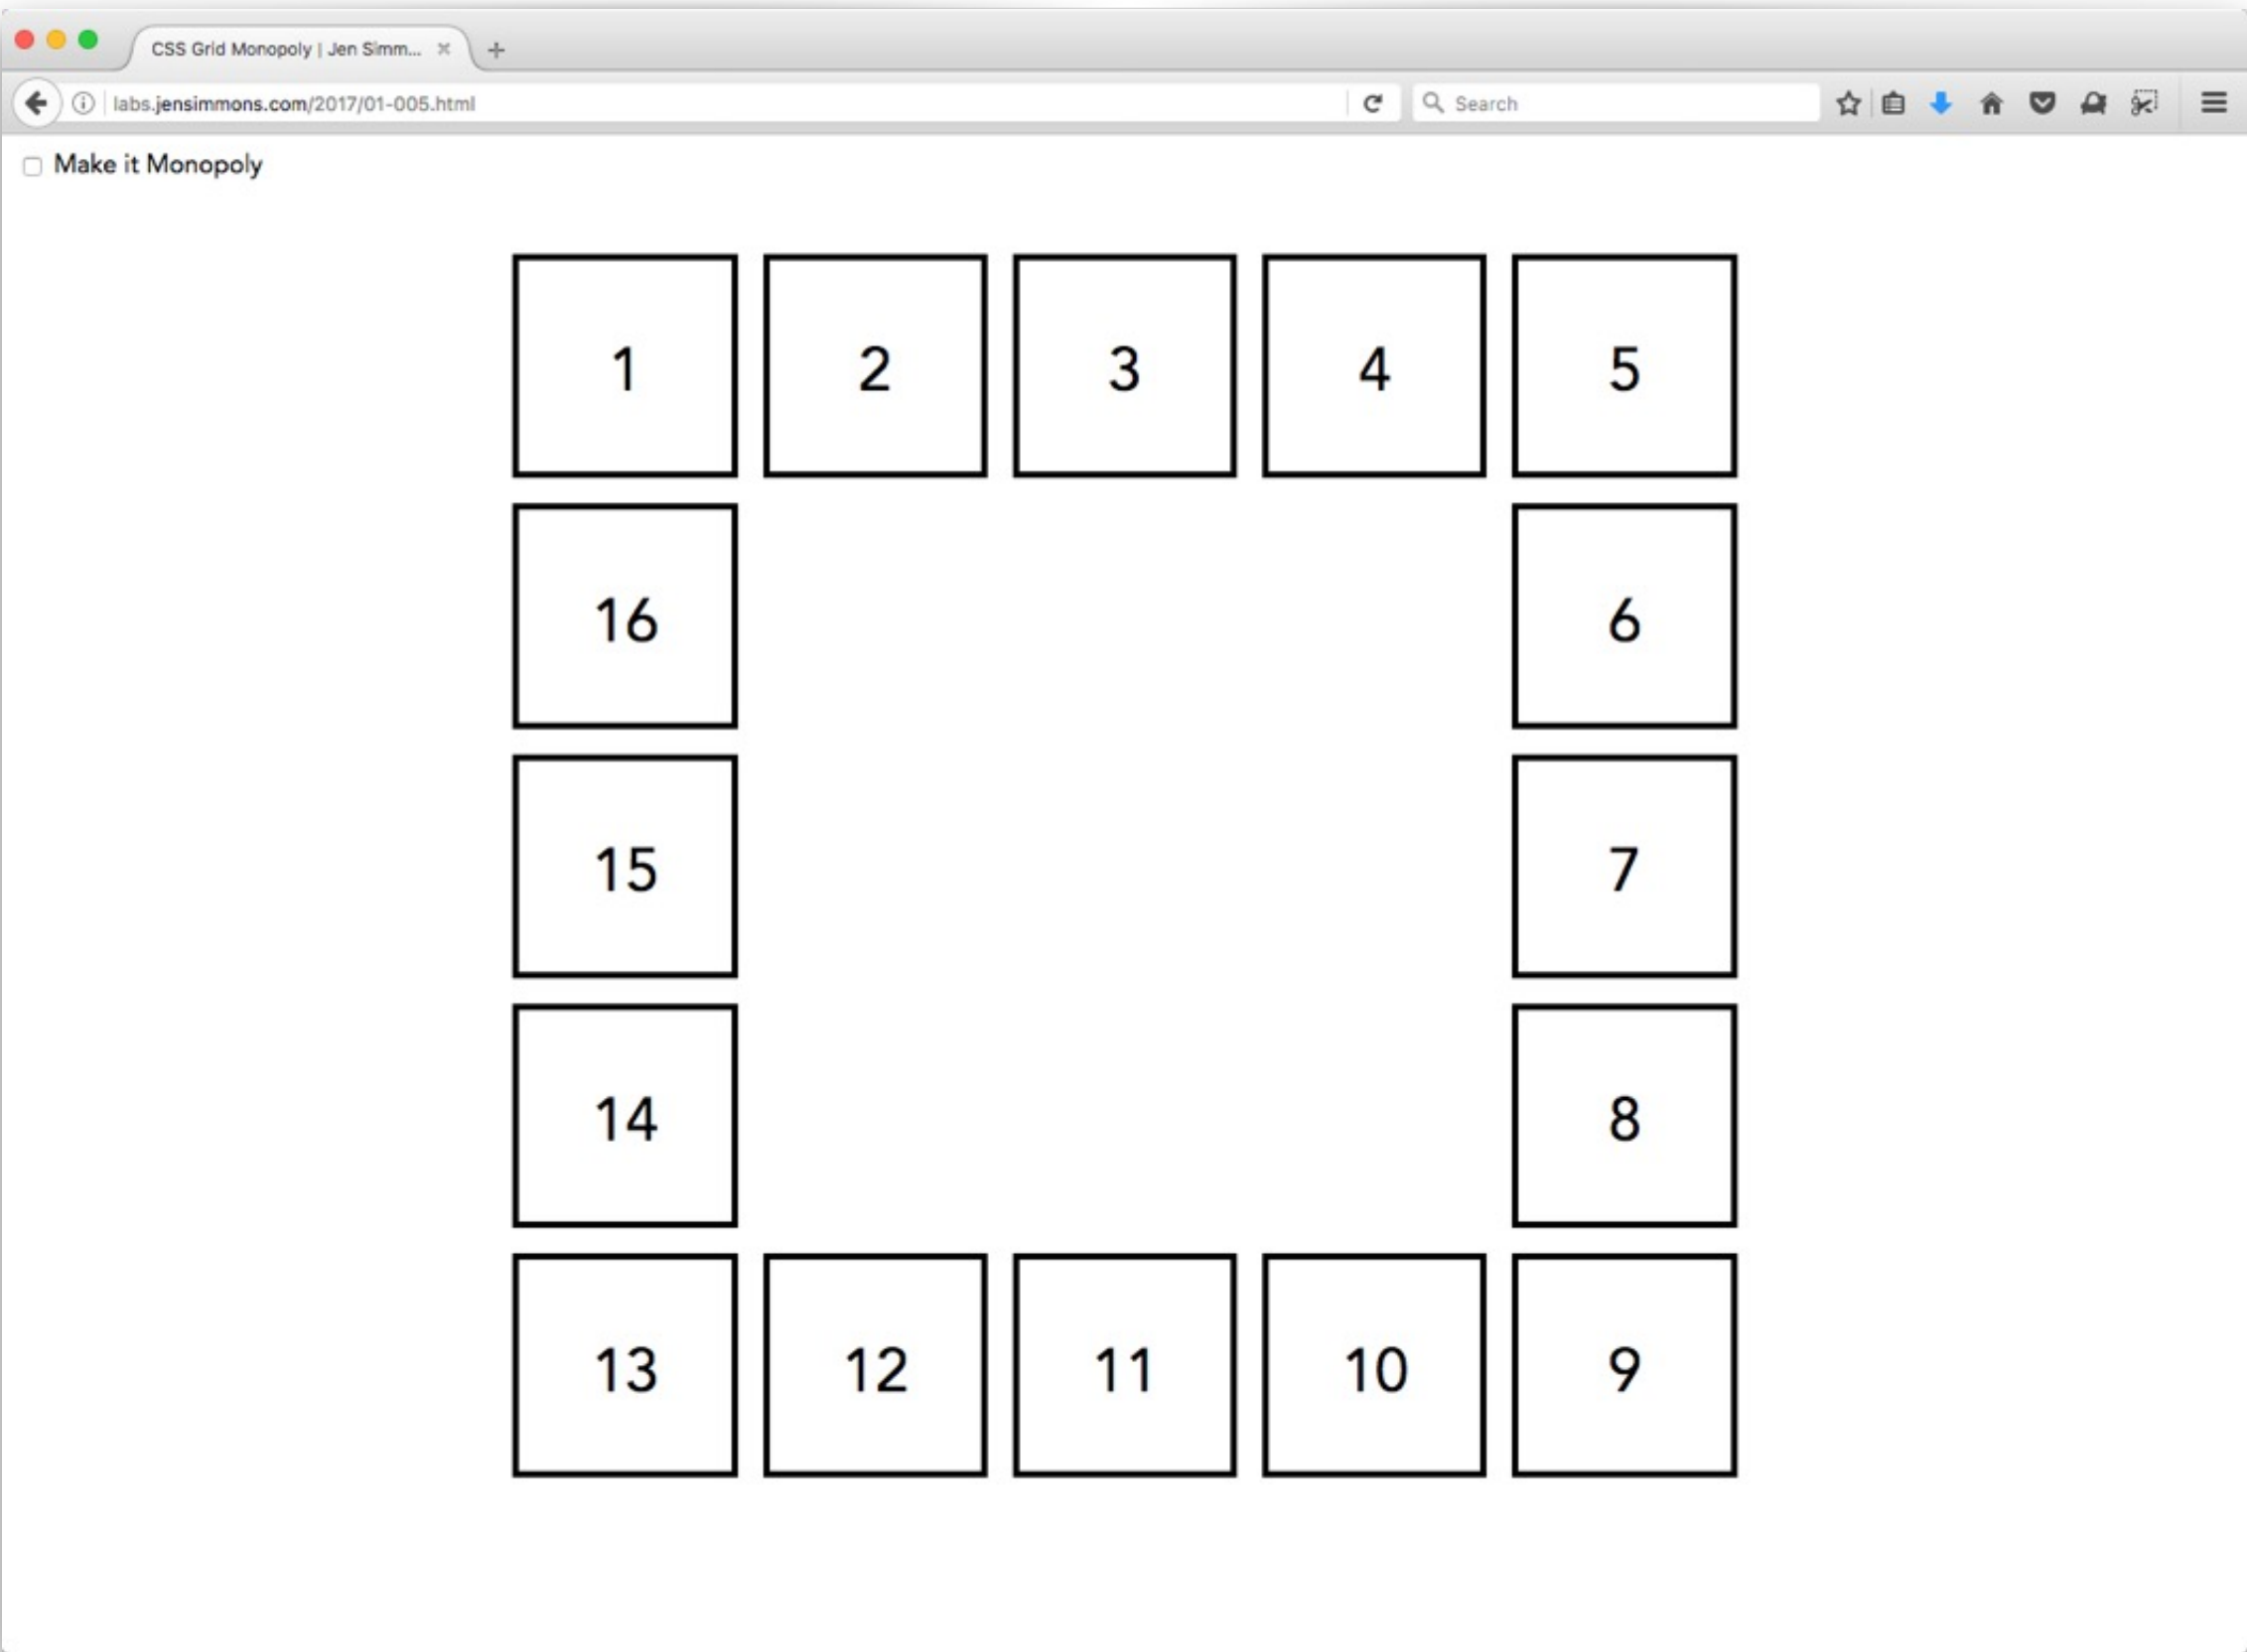 CSS Grid Monopoly | Jen Simm...
labs.jensimmons.com/2017/01-005.html
Search
Make it Monopoly
1 2 3 4 5
16 6
15 7
14 8
13 12 11 10 9